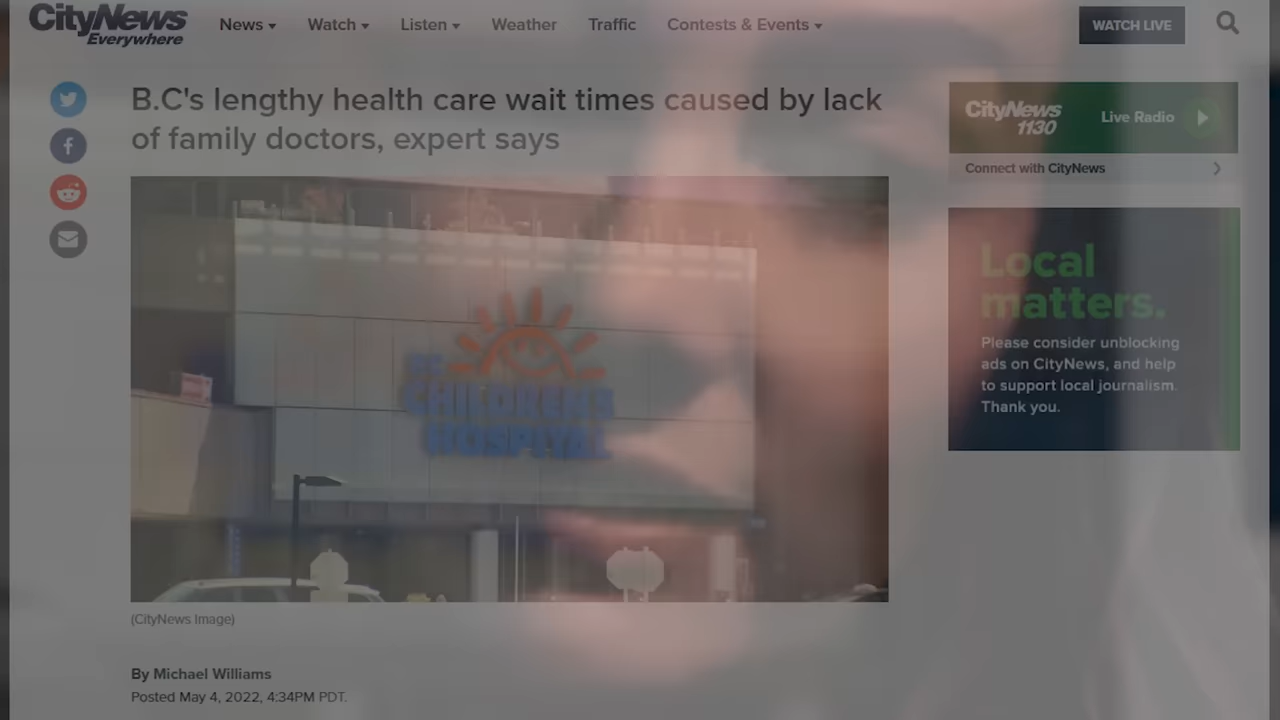 CityNews
Everywhere
News
Watch
Listen
Weather
Traffic
Contests & Events
WATCH LIVE
B.C's lengthy health care wait times caused by lack
of family doctors, expert says
CityNews
1130
Live Radio
Connect with CityNews
Local
matters.
Please consider unblocking
ads on CityNews, and help
to support local journalism.
Thank you.
BC
CHILDREN'S
HOSPITAL
(CityNews Image)
By Michael Williams
Posted May 4, 2022, 4:34PM PDT.